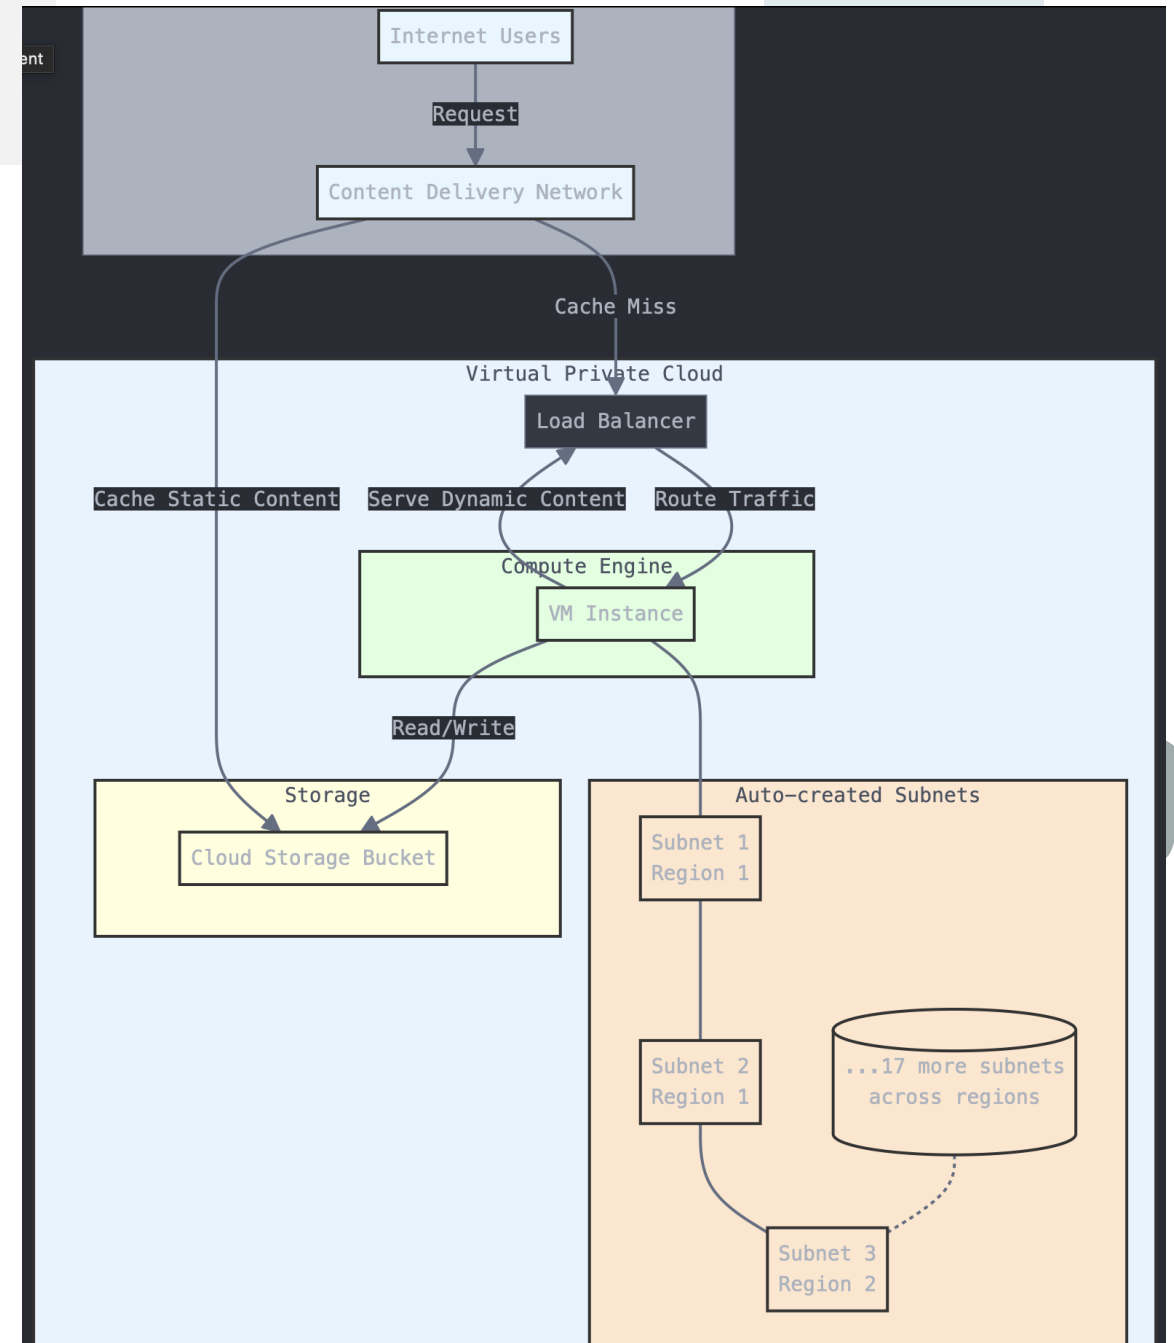 Internet Users
ent
Request
Content Delivery Network
Cache Miss
Virtual Private Cloud
Load Balancer
Cache Static Content
Serve Dynamic Content
Route Traffic
Compute Engine
VM Instance
Read/Write
Storage
Auto-created Subnets
Cloud Storage Bucket
Subnet 1
Region 1
Subnet 2
Region 1
...17 more subnets
across regions
Subnet 3
Region 2